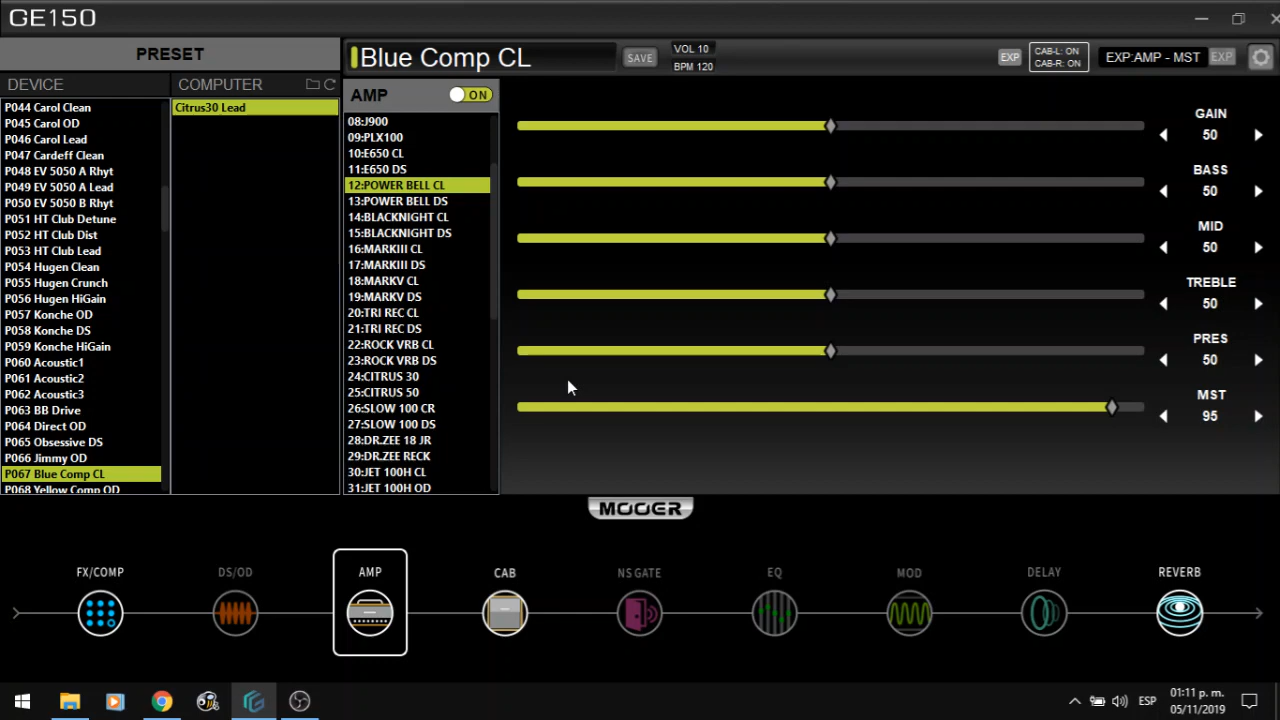 GE150
PRESET
DEVICE
COMPUTER
P044 Carol Clean
P045 Carol OD
P046 Carol Lead
P047 Cardeff Clean
P048 EV 5050 A Rhyt
P049 EV 5050 A Lead
P050 EV 5050 B Rhyt
P051 HT Club Detune
P052 HT Club Dist
P053 HT Club Lead
P054 Hugen Clean
P055 Hugen Crunch
P056 Hugen HiGain
P057 Konche OD
P058 Konche DS
P059 Konche HiGain
P060 Acoustic1
P061 Acoustic2
P062 Acoustic3
P063 BB Drive
P064 Direct OD
P065 Obsessive DS
P066 Jimmy OD
P067 Blue Comp CL
P068 Yellow Comp OD
Citrus30 Lead
Blue Comp CL
SAVE
VOL 10
BPM 120
EXP
CAB-L: ON
CAB-R: ON
EXP:AMP - MST
EXP
AMP
ON
08:J900
09:PLX100
10:E650 CL
11:E650 DS
12:POWER BELL CL
13:POWER BELL DS
14:BLACKNIGHT CL
15:BLACKNIGHT DS
16:MARKIII CL
17:MARKIII DS
18:MARKV CL
19:MARKV DS
20:TRI REC CL
21:TRI REC DS
22:ROCK VRB CL
23:ROCK VRB DS
24:CITRUS 30
25:CITRUS 50
26:SLOW 100 CR
27:SLOW 100 DS
28:DR.ZEE 18 JR
29:DR.ZEE RECK
30:JET 100H CL
31:JET 100H OD
GAIN
50
BASS
50
MID
50
TREBLE
50
PRES
50
MST
95
MOOER
FX/COMP
DS/OD
AMP
CAB
NS GATE
EQ
MOD
DELAY
REVERB
ESP
01:11 p. m.
05/11/2019